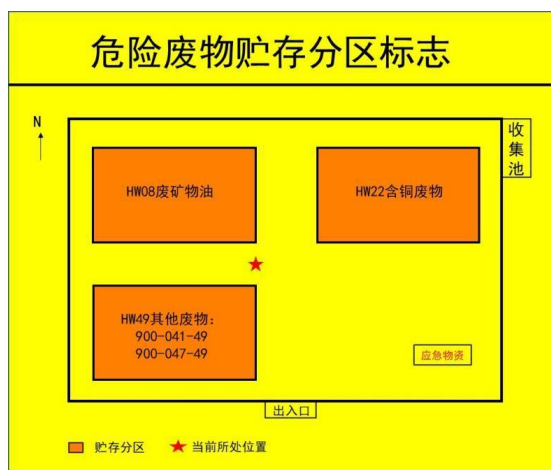 危险废物贮存分区标志
N
收集池
HW08废矿物油
HW22含铜废物
HW49其他废物：
900-041-49
900-047-49
应急物资
出入口
贮存分区
当前所处位置